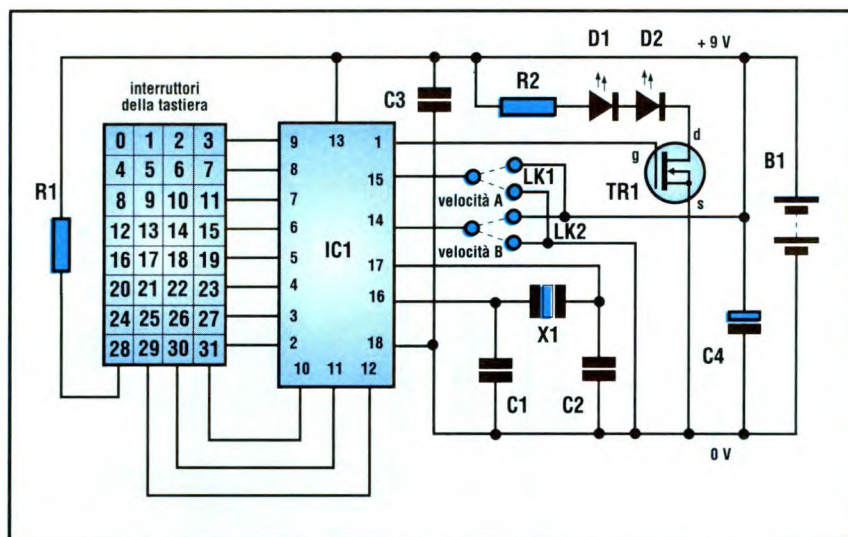 D1 D2
+ 9 V
interruttori
della tastiera
C3
R2
0 1 2 3
4 5 6 7
8 9 10 11
12 13 14 15
16 17 18 19
20 21 22 23
24 25 26 27
28 29 30 31
R1
9 13 1
8 15
7
6 14
5 17
4 16
3
2 18
10 11 12
IC1
LK1
velocità A
LK2
velocità B
g
d
s
TR1
B1
X1
C1
C2
C4
0 V